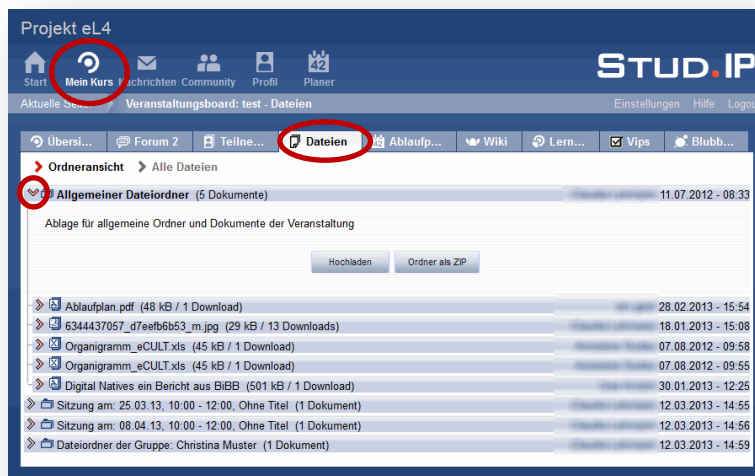 Projekt eL4
Start Mein Kurs Nachrichten Community Profil Planer
STUD.IP
Aktuelle Veranstaltungsboard: test - Dateien Einstellungen Hilfe
Übersi... Forum 2 Teilne... Dateien Ablaufp... Wiki Lern... Vips Blubb...
Ordneransicht Alle Dateien
Allgemeiner Dateiordner (5 Dokumente) 11.07.2012 - 08:33
Ablage für allgemeine Ordner und Dokumente der Veranstaltung
Hochladen Ordner als ZIP
Ablaufplan.pdf (48 kB / 1 Download) 28.02.2013 - 15:54
6344437057_d7eefb6b53_m.jpg (29 kB / 13 Downloads) 18.01.2013 - 15:08
Organigramm_eCULT.xls (45 kB / 1 Download) 07.08.2012 - 09:58
Organigramm_eCULT.xls (45 kB / 1 Download) 07.08.2012 - 09:55
Digital Natives ein Bericht aus BiBB (501 kB / 1 Download) 30.01.2013 - 12:25
Sitzung am: 25.03.13, 10:00 - 12:00, Ohne Titel (1 Dokument) 12.03.2013 - 14:55
Sitzung am: 08.04.13, 10:00 - 12:00, Ohne Titel (1 Dokument) 12.03.2013 - 14:56
Dateiordner der Gruppe: Christina Muster (1 Dokument) 12.03.2013 - 14:59